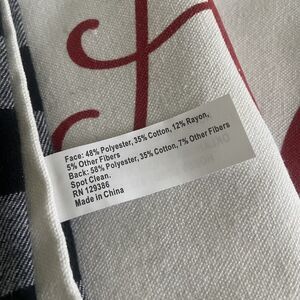 Face: 48% Polyester, 35% Cotton, 12% Rayon,
5% Other Fibers
Back: 58% Polyester, 35% Cotton, 7% Other Fibers
Spot Clean.
RN 129386
Made in China